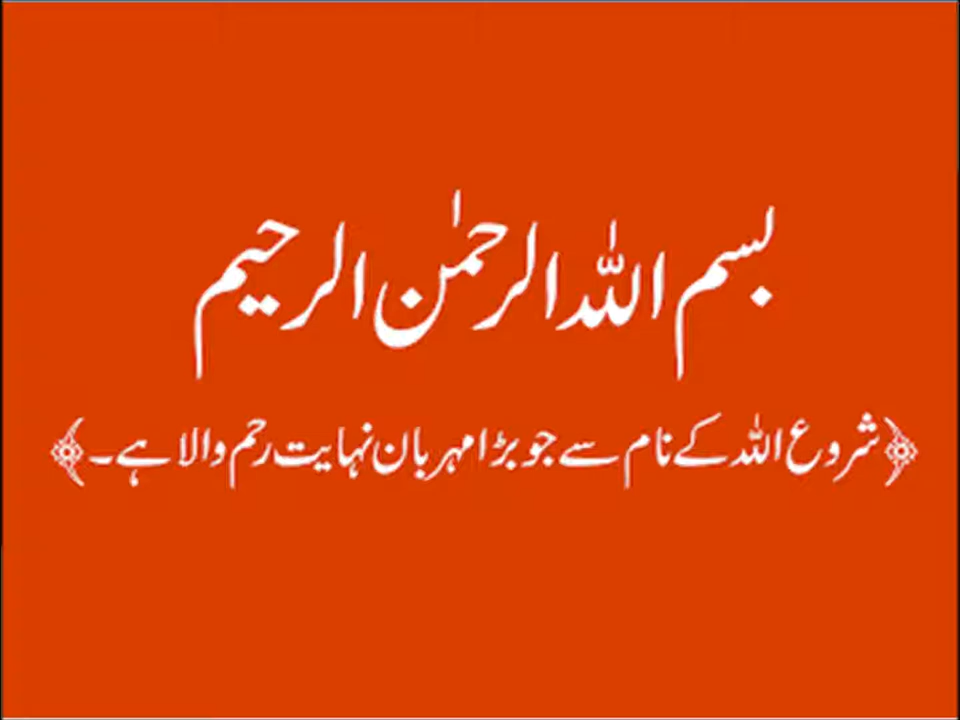 بسم اللہ الرحمٰن الرحیم
﴿شروع اللہ کے نام سے جو بڑا مہربان نہایت رحم والا ہے۔﴾